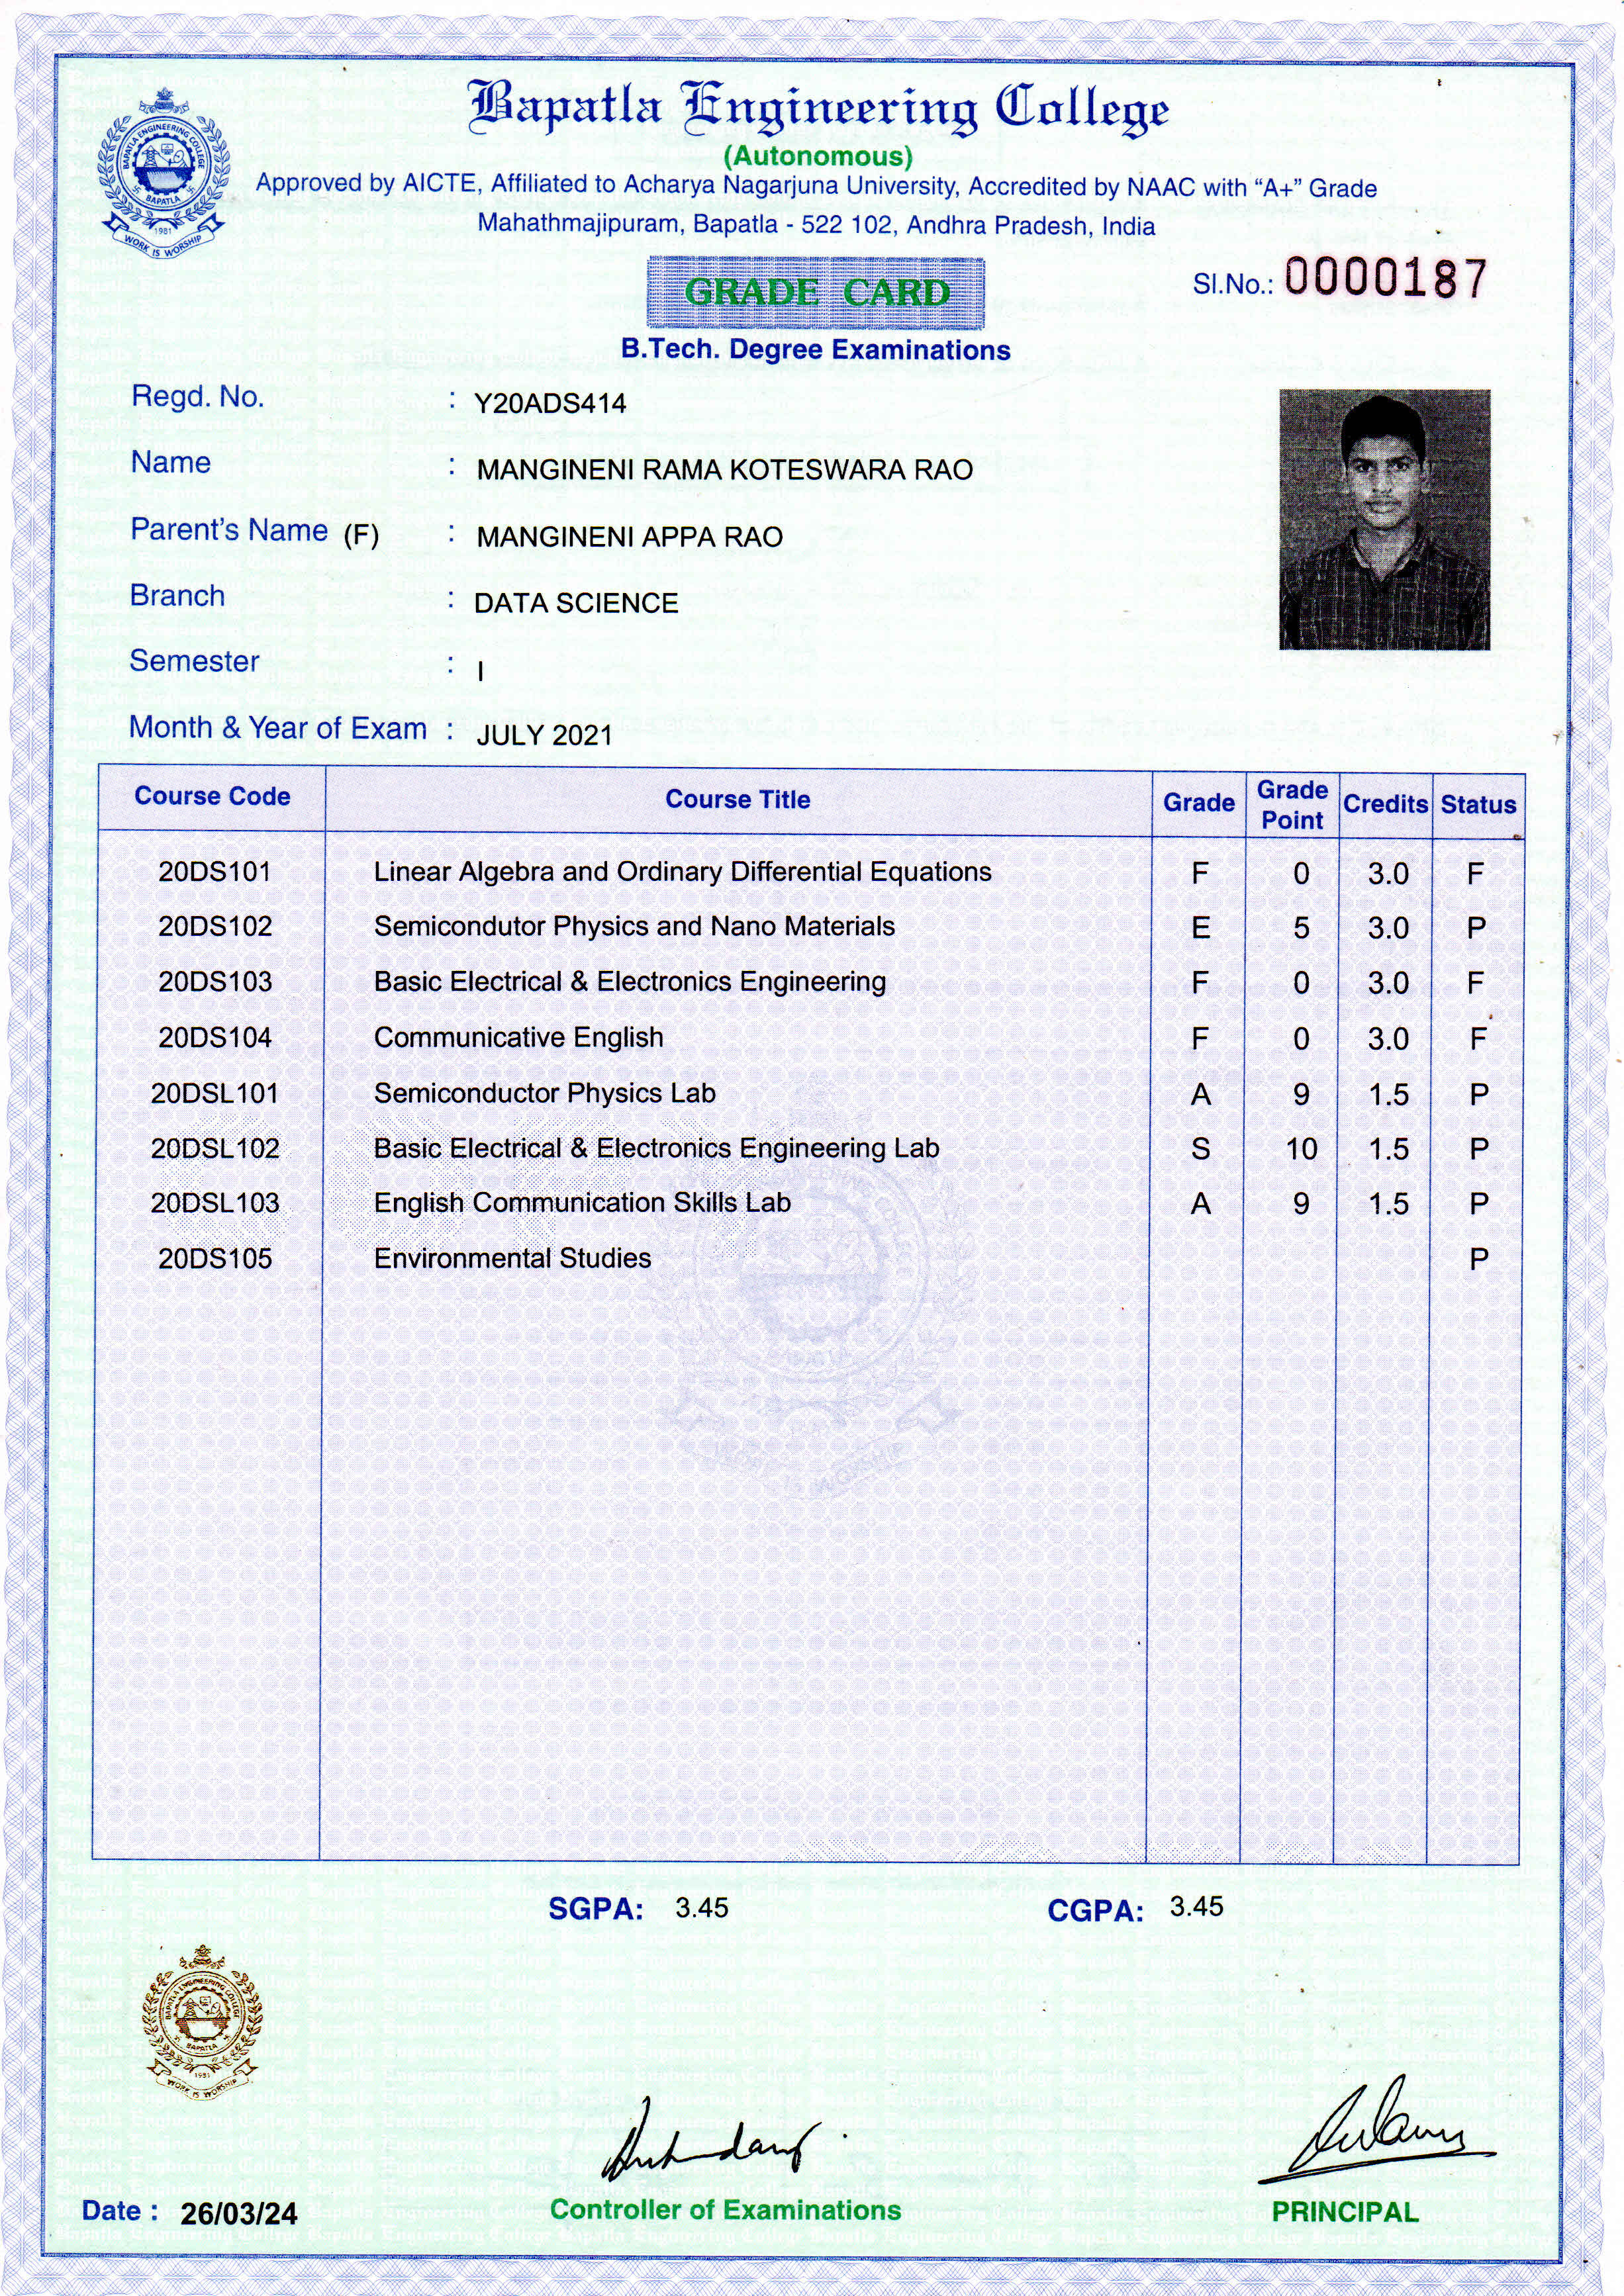 Bapatla Engineering College
(Autonomous)
Approved by AICTE, Affiliated to Acharya Nagarjuna University, Accredited by NAAC with “A+” Grade
Mahathmajipuram, Bapatla - 522 102, Andhra Pradesh, India
BAPATLA ENGINEERING COLLEGE
BAPATLA
1981
WORK IS WORSHIP
GRADE CARD
Sl.No.: 0000187
B.Tech. Degree Examinations
Regd. No. : Y20ADS414
Name : MANGINENI RAMA KOTESWARA RAO
Parent's Name (F) : MANGINENI APPA RAO
Branch : DATA SCIENCE
Semester : I
Month & Year of Exam : JULY 2021
Course Code Course Title Grade Grade Point Credits Status
20DS101 Linear Algebra and Ordinary Differential Equations F 0 3.0 F
20DS102 Semicondutor Physics and Nano Materials E 5 3.0 P
20DS103 Basic Electrical & Electronics Engineering F 0 3.0 F
20DS104 Communicative English F 0 3.0 F
20DSL101 Semiconductor Physics Lab A 9 1.5 P
20DSL102 Basic Electrical & Electronics Engineering Lab S 10 1.5 P
20DSL103 English Communication Skills Lab A 9 1.5 P
20DS105 Environmental Studies P
SGPA: 3.45 CGPA: 3.45
BAPATLA ENGINEERING COLLEGE
BAPATLA
1981
WORK IS WORSHIP
Date : 26/03/24 Controller of Examinations PRINCIPAL